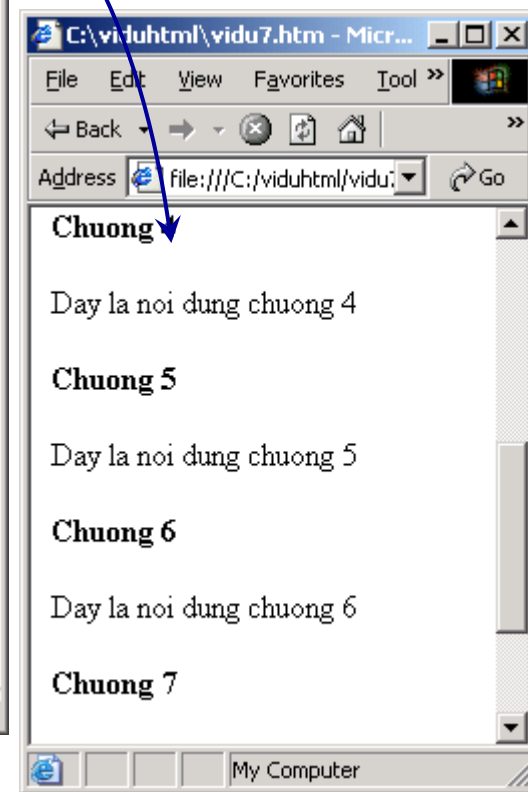 C:\viduhtml\vidu7.htm - Micr...
File Edit View Favorites Tool »
Back »
Address file:///C:/viduhtml/vidu Go
Chuong
Day la noi dung chuong 4
Chuong 5
Day la noi dung chuong 5
Chuong 6
Day la noi dung chuong 6
Chuong 7
My Computer